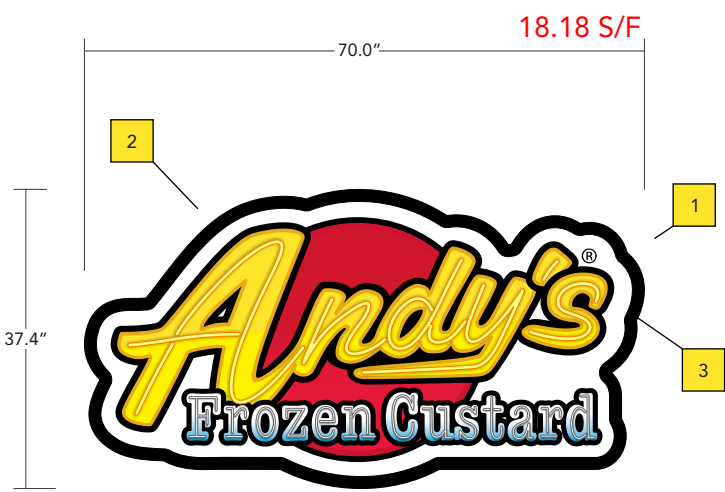 18.18 S/F
70.0”
2
1
37.4”
Andy's ®
3
Frozen Custard